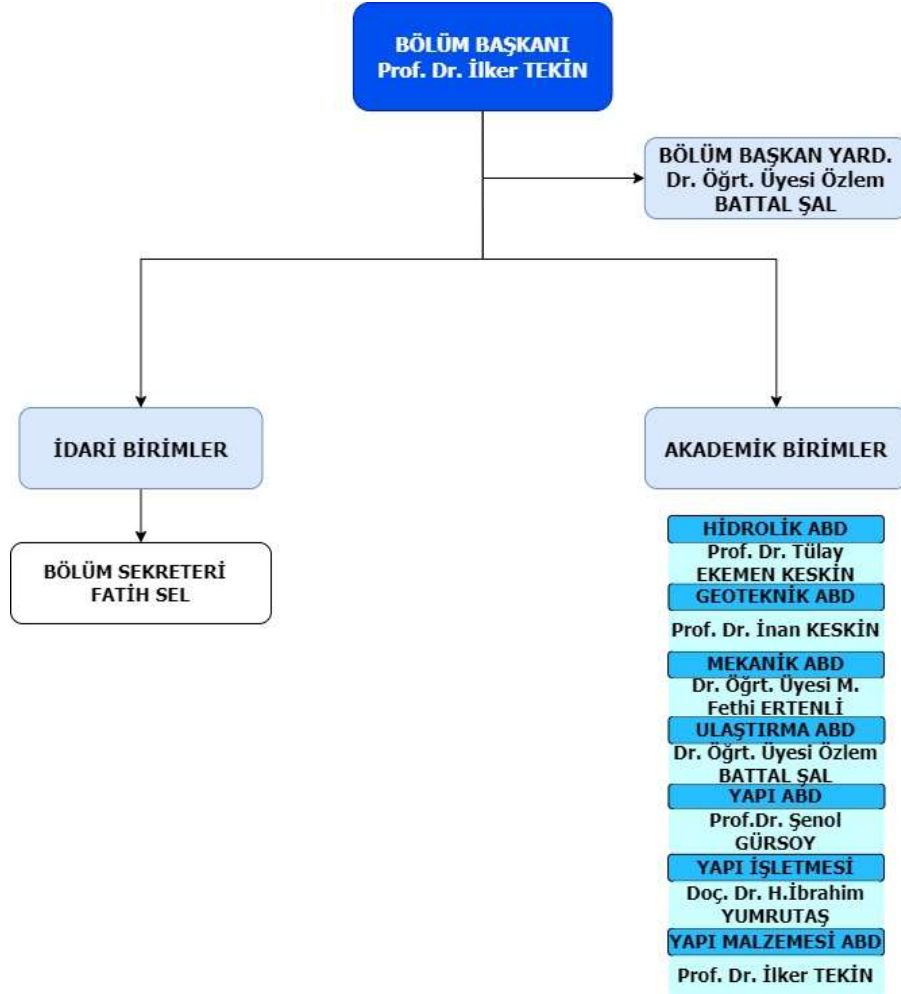 BÖLÜM BAŞKANI
Prof. Dr. İlker TEKİN
BÖLÜM BAŞKAN YARD.
Dr. Öğrt. Üyesi Özlem
BATTAL ŞAL
İDARİ BİRİMLER
AKADEMİK BİRİMLER
BÖLÜM SEKRETERİ
FATİH SEL
HİDROLİK ABD
Prof. Dr. Tülay
EKEMEN KESKİN
GEOTEKNİK ABD
Prof. Dr. İnan KESKİN
MEKANİK ABD
Dr. Öğrt. Üyesi M.
Fethi ERTENLİ
ULAŞTIRMA ABD
Dr. Öğrt. Üyesi Özlem
BATTAL ŞAL
YAPI ABD
Prof.Dr. Şenol
GÜRSOY
YAPI İŞLETMESİ
Doç. Dr. H.İbrahim
YUMRUTAŞ
YAPI MALZEMESİ ABD
Prof. Dr. İlker TEKİN